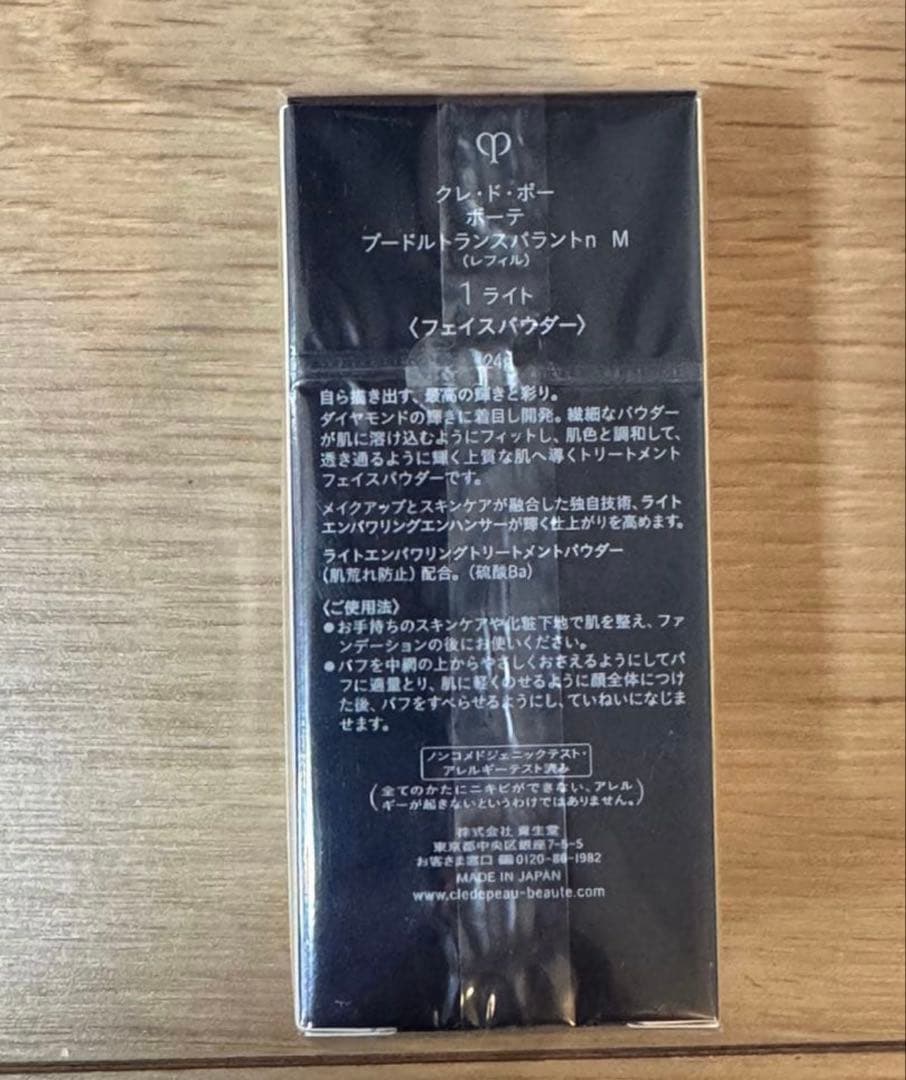 クレ・ド・ポー
ボーテ
プードルトランスパラントn M
(レフィル)
1 ライト
〈フェイスパウダー〉
24g
自ら描き出す、最高の輝きと彩り。
ダイヤモンドの輝きに着目し開発。繊細なパウダー
が肌に溶け込むようにフィットし、肌色と調和して、
透き通るように輝く上質な肌へ導くトリートメント
フェイスパウダーです。
メイクアップとスキンケアが融合した独自技術、ライト
エンパワリングエンハンサーが輝く仕上がりを高めます。
ライトエンパワリングトリートメントパウダー
(肌荒れ防止)配合。(硫酸Ba)
〈ご使用法〉
●お手持ちのスキンケアや化粧下地で肌を整え、ファ
ンデーションの後にお使いください。
●パフを中網の上からやさしくおさえるようにしてパ
フに適量とり、肌に軽くのせるように顔全体につけ
た後、パフをすべらせるようにし、ていねいになじま
せます。
ノンコメドジェニックテスト・
アレルギーテスト済み
(全てのかたにニキビができない、アレル
ギーが起きないというわけではありません。)
株式会社 資生堂
東京都中央区銀座7-5-5
お客さま窓口 0120-86-1982
MADE IN JAPAN
www.cledepeau-beaute.com